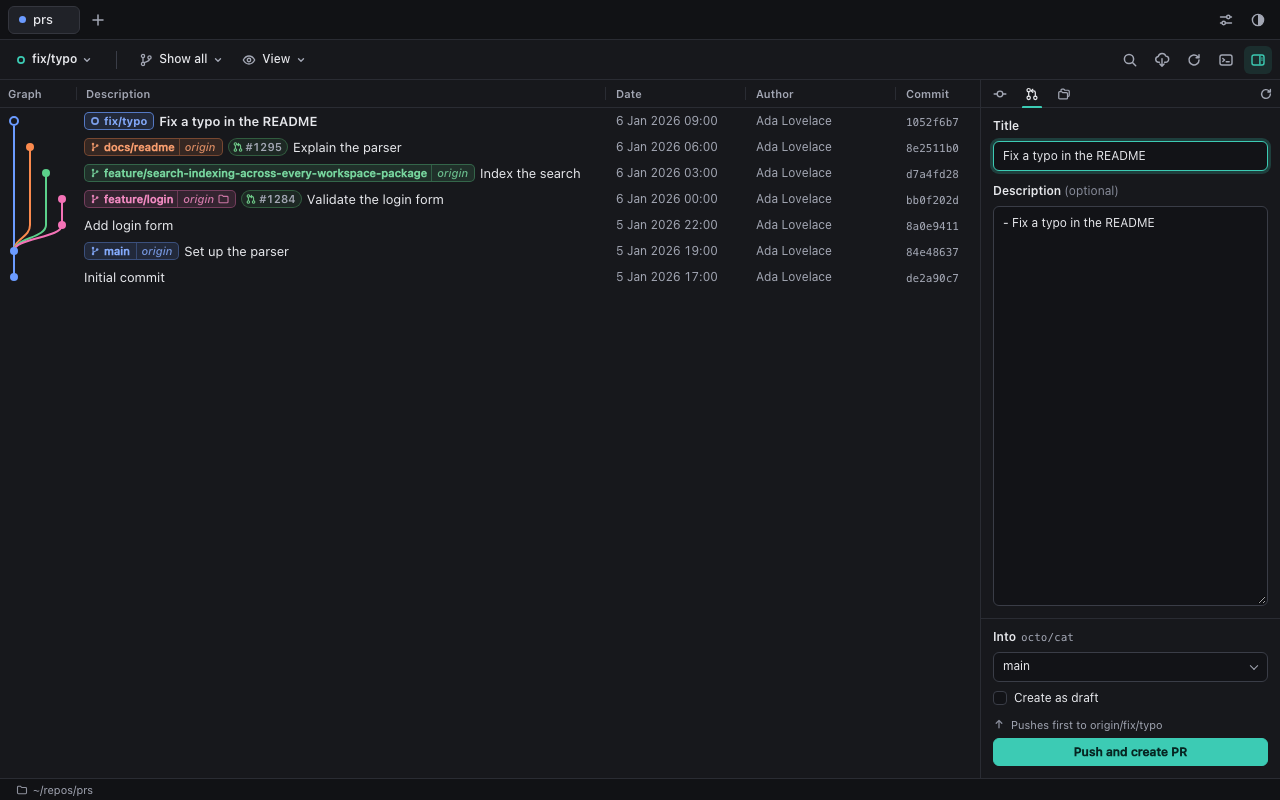 prs
fix/typo
Show all
View
Graph
Description
Date
Author
Commit
fix/typo Fix a typo in the README 6 Jan 2026 09:00 Ada Lovelace 1052f6b7
docs/readme origin #1295 Explain the parser 6 Jan 2026 06:00 Ada Lovelace 8e2511b0
feature/search-indexing-across-every-workspace-package origin Index the search 6 Jan 2026 03:00 Ada Lovelace d7a4fd28
feature/login origin #1284 Validate the login form 6 Jan 2026 00:00 Ada Lovelace bb0f202d
Add login form 5 Jan 2026 22:00 Ada Lovelace 8a0e9411
main origin Set up the parser 5 Jan 2026 19:00 Ada Lovelace 84e48637
Initial commit 5 Jan 2026 17:00 Ada Lovelace de2a90c7
Title
Fix a typo in the README
Description (optional)
- Fix a typo in the README
Into octo/cat
main
Create as draft
Pushes first to origin/fix/typo
Push and create PR
~/repos/prs